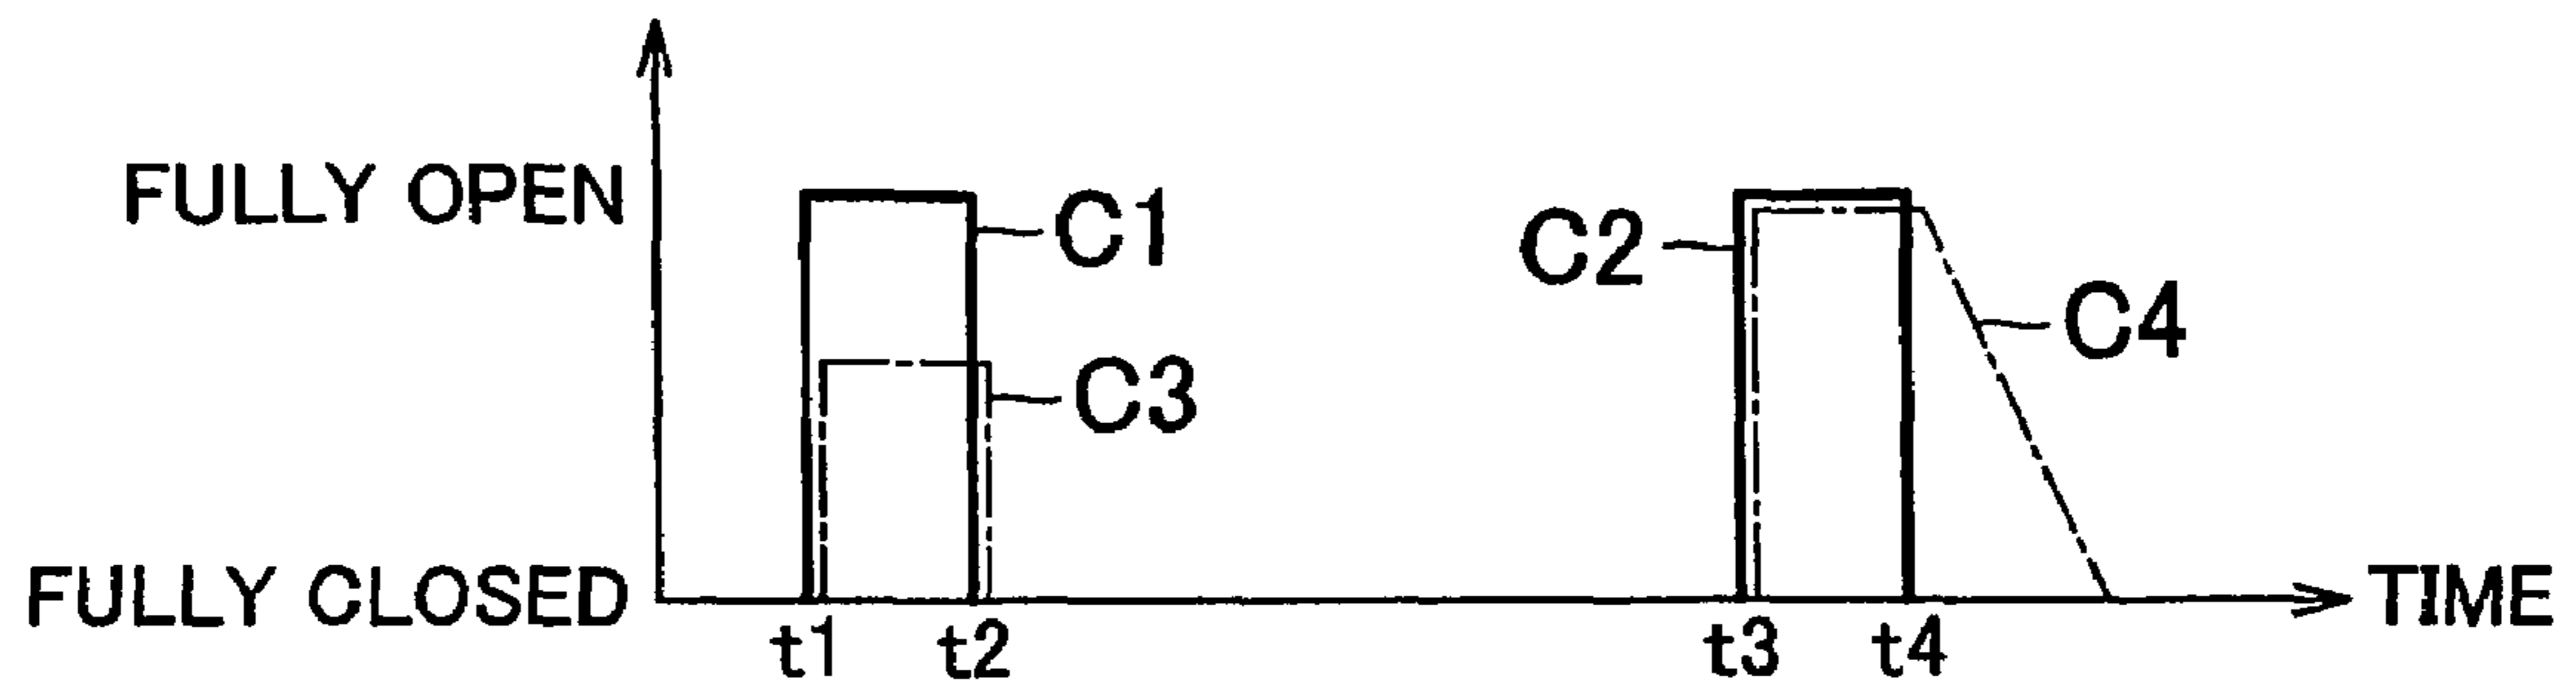 FULLY OPEN
C1
C2
C4
C3
FULLY CLOSED
TIME
t1
t2
t3
t4